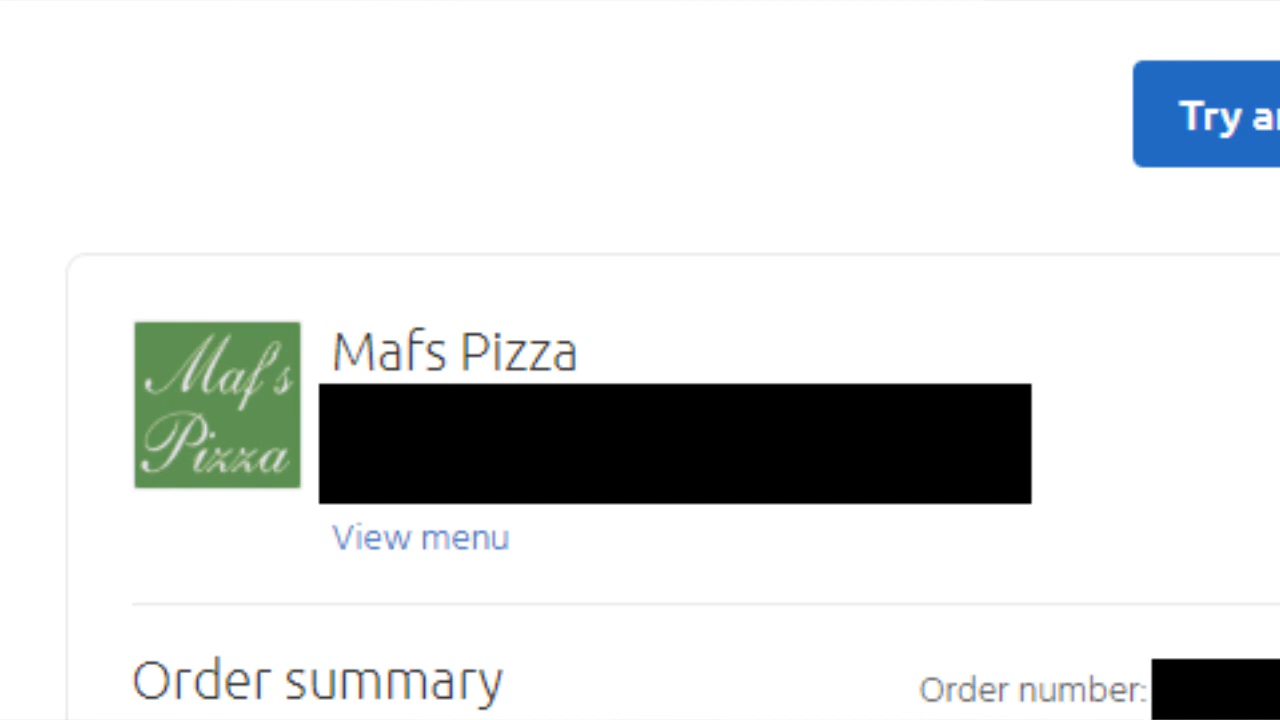 Try a
Maf's
Pizza
Mafs Pizza
View menu
Order summary
Order number: